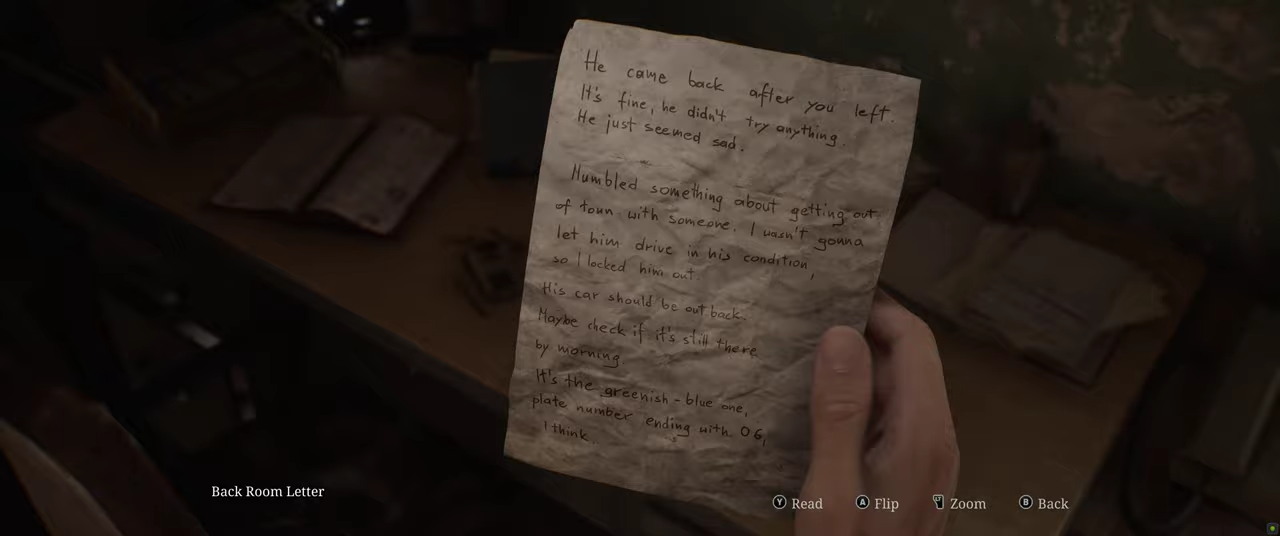 He came back after you left.
It's fine, he didn't try anything.
He just seemed sad.
Mumbled something about getting out
of town with someone. I wasn't gonna
let him drive in his condition,
so I locked him out.
His car should be out back.
Maybe check if it's still there
by morning.
It's the greenish-blue one,
plate number ending with 06,
I think.
Back Room Letter
Y Read
A Flip
Zoom
B Back